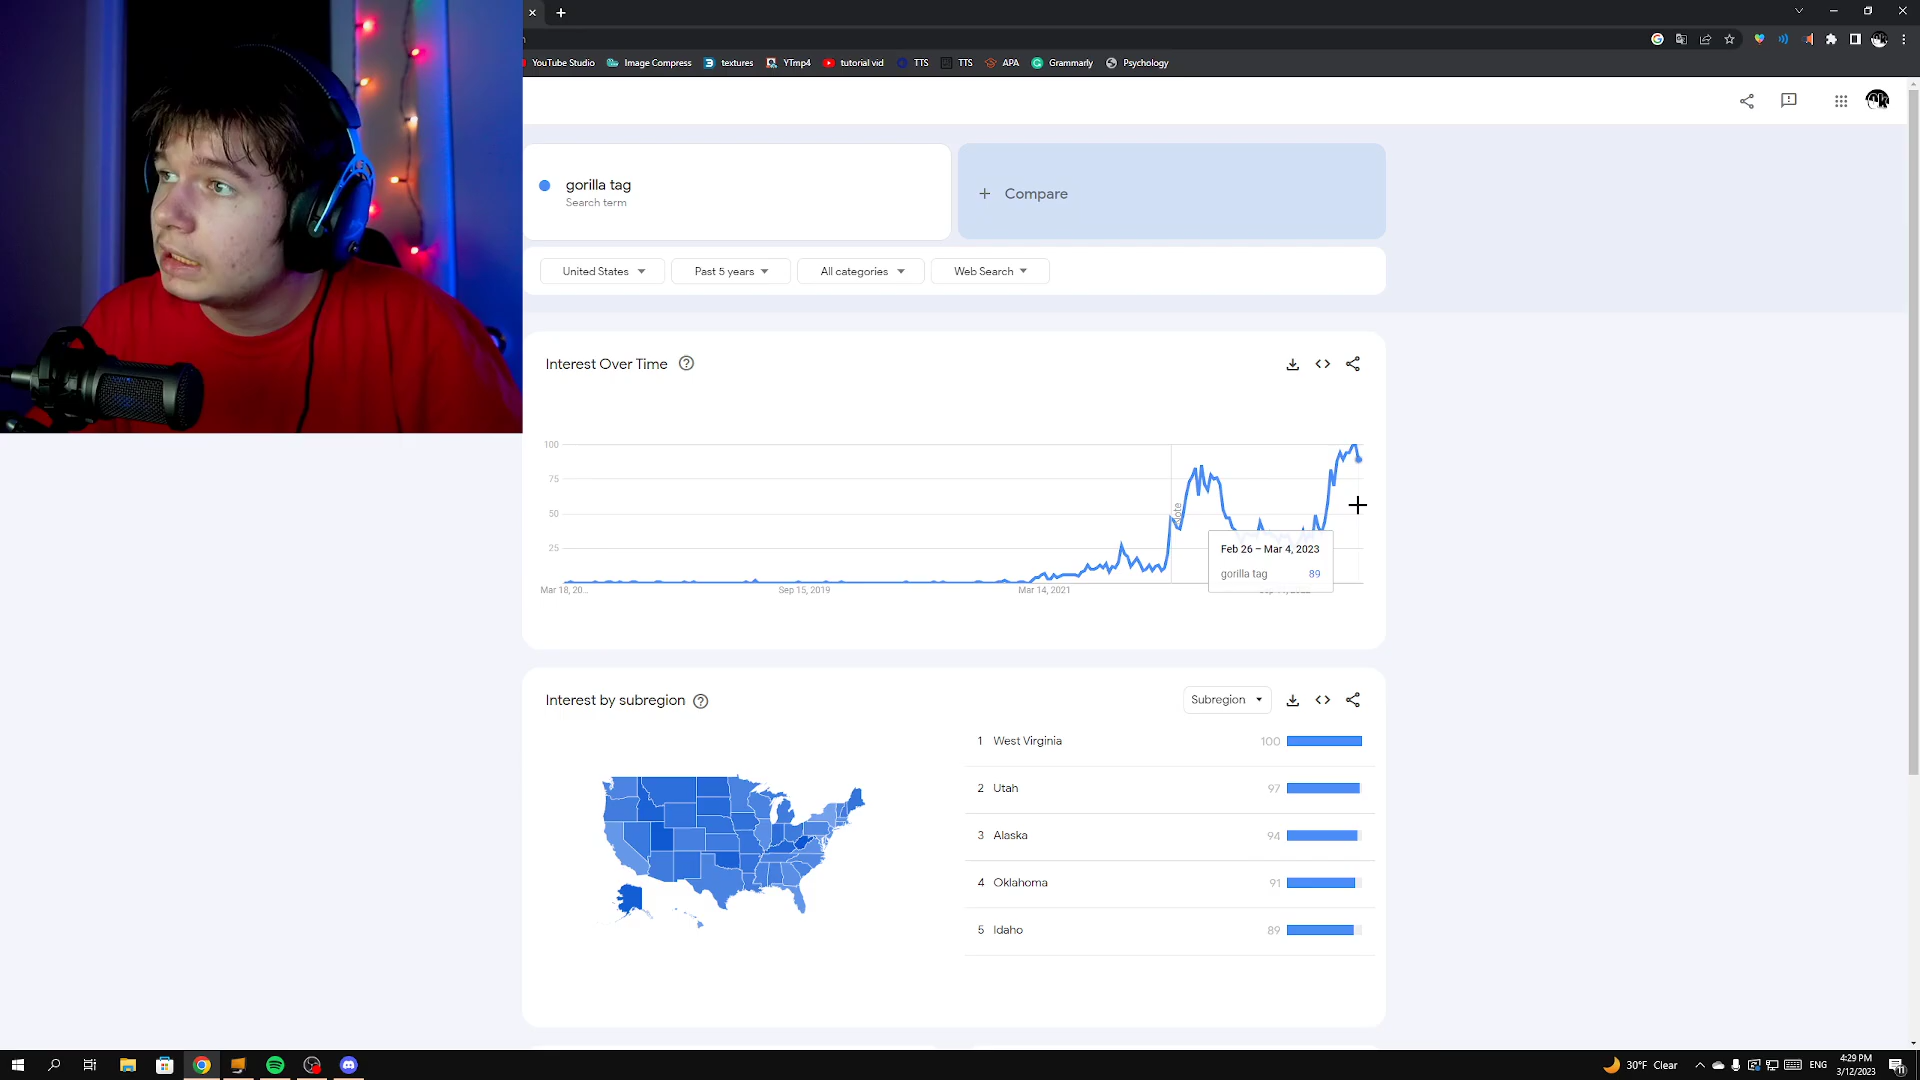 YouTube Studio Image Compress textures YTmp4 tutorial vid TTS TTS APA Grammarly Psychology
gorilla tag
Search term
+ Compare
United States Past 5 years All categories Web Search
Interest Over Time
100
75
50
25
Note
Mar 18, 20... Sep 15, 2019 Mar 14, 2021
Feb 26 – Mar 4, 2023
gorilla tag 89
Interest by subregion
Subregion
1 West Virginia 100
2 Utah 97
3 Alaska 94
4 Oklahoma 91
5 Idaho 89
30°F Clear
ENG
4:29 PM
3/12/2023